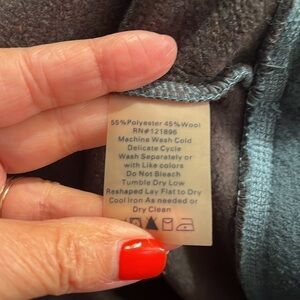 55%Polyester 45%Wool
RN#121896
Machine Wash Cold
Delicate Cycle
Wash Separately or
with Like colors
Do Not Bleach
Tumble Dry Low
Reshaped Lay Flat to Dry
Cool Iron As needed or
Dry Clean